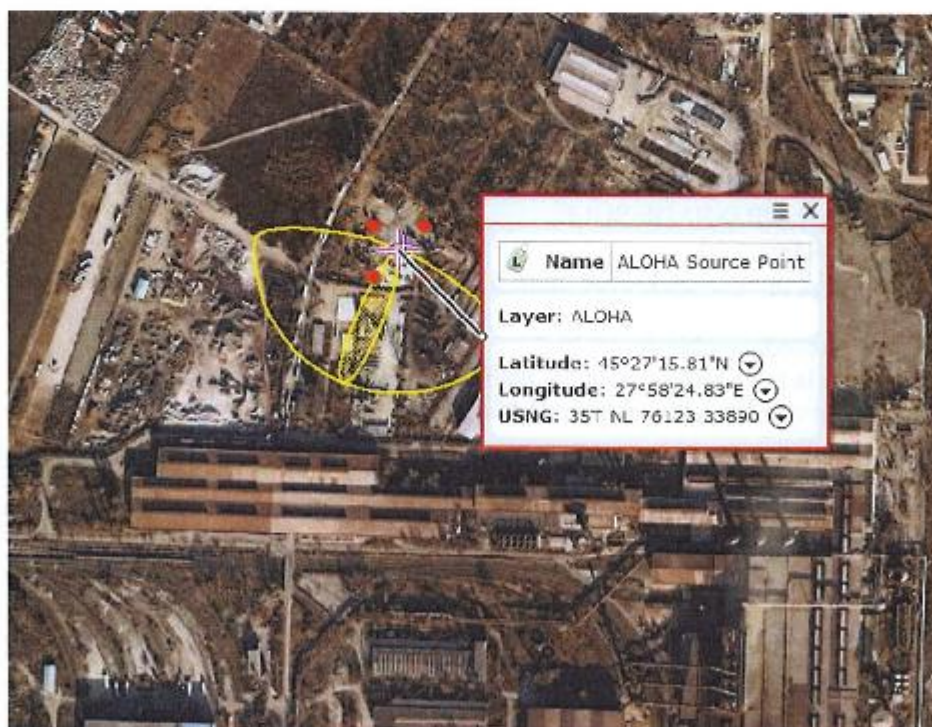 Name ALOHA Source Point
Layer: ALOHA
Latitude: 45°27'15.81"N
Longitude: 27°58'24.83"E
USNG: 35T NL 76123 33890